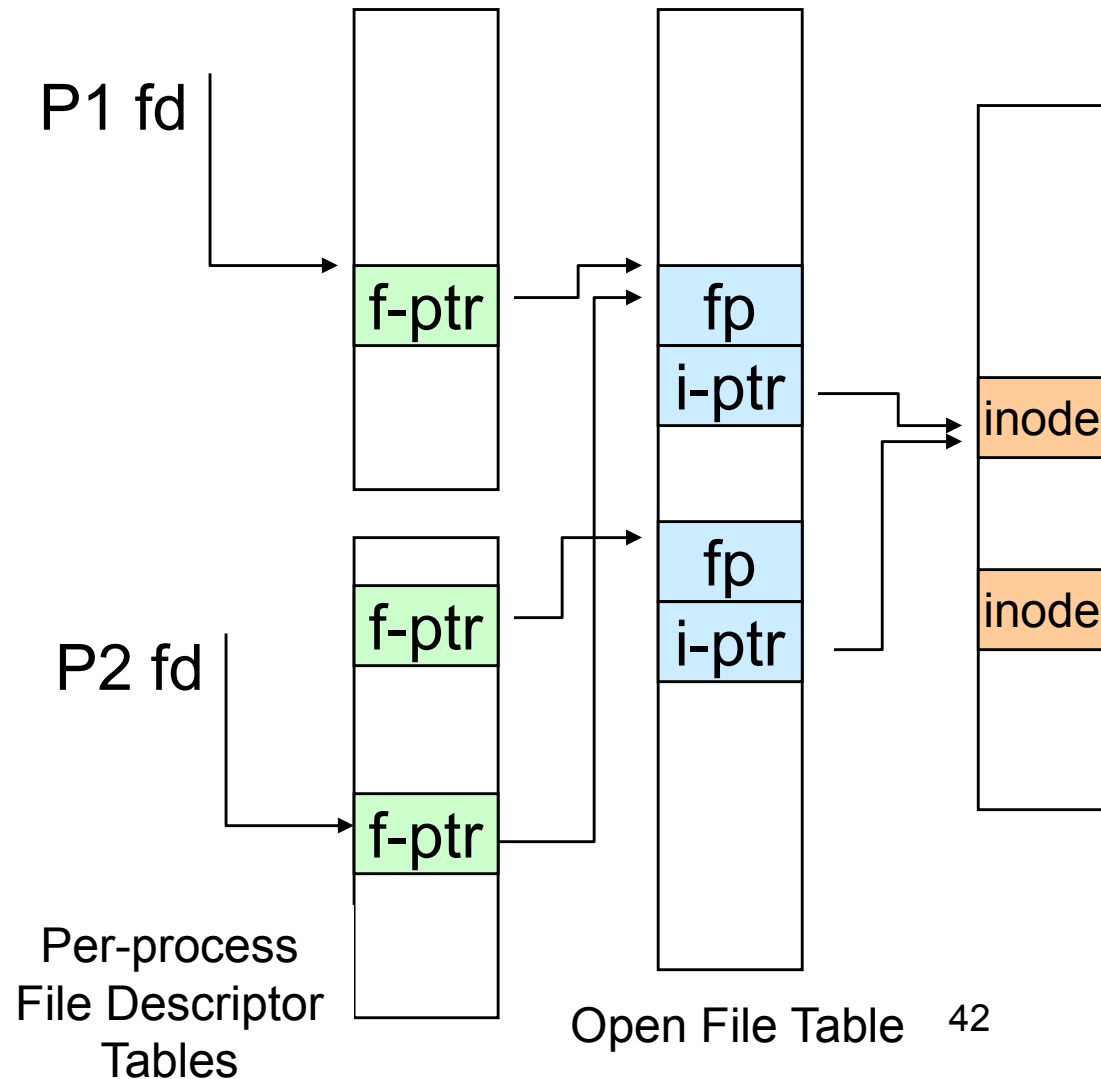 P1 fd
f-ptr
fp
i-ptr
inode
fp
f-ptr
i-ptr
inode
P2 fd
f-ptr
Per-process
File Descriptor
Tables
Open File Table
42